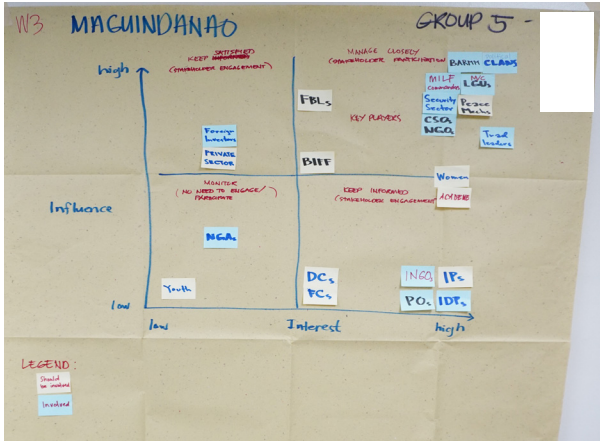 W3 MAGUINDANAO
GROUP 5 -
KEEP SATISFIED
(STAKEHOLDER ENGAGEMENT)
MANAGE CLOSELY
(STAKEHOLDER PARTICIPATION)
high
BARMM
CLANS
MILF
Commanders
LGUs
FBLs
Security
Sector
Peace
Mechs
KEY PLAYERS
CSOs
NGOs
Foreign
Investors
PRIVATE
SECTOR
Tribal
leaders
BIFF
Women
MONITOR
(NO NEED TO ENGAGE/
PARTICIPATE
KEEP INFORMED
(STAKEHOLDER ENGAGEMENT)
ACADEME
Influence
NGAs
Youth
DCs
FCs
INGOs
IPs
POs
IDPs
low
low
Interest
high
LEGEND:
Should
be involved
Involved